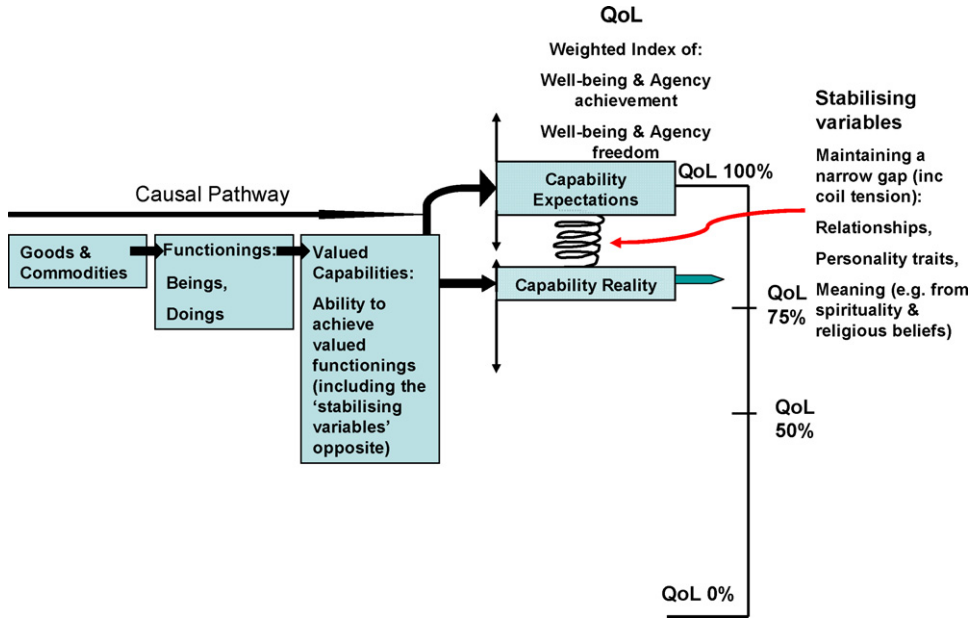 QoL
Weighted Index of:
Well-being & Agency
achievement
Well-being & Agency
freedom
Causal Pathway
Goods &
Commodities
Functionings:
Beings,
Doings
Valued
Capabilities:
Ability to
achieve
valued
functionings
(including the
‘stabilising
variables’
opposite)
Capability
Expectations
Capability Reality
QoL 100%
QoL
75%
QoL
50%
QoL 0%
Stabilising
variables
Maintaining a
narrow gap (inc
coil tension):
Relationships,
Personality traits,
Meaning (e.g. from
spirituality &
religious beliefs)